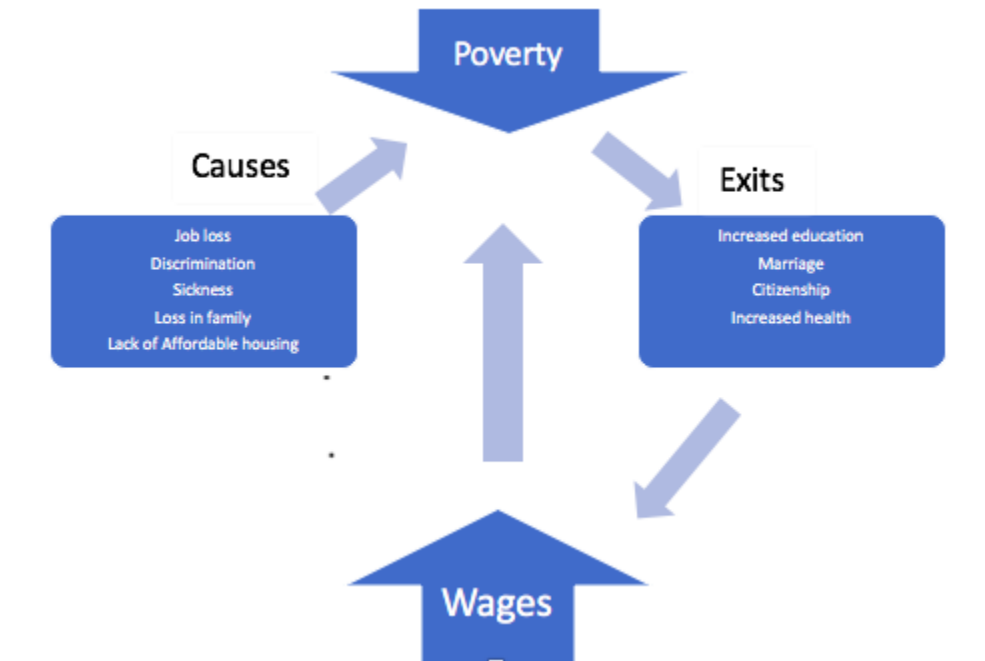 Poverty
Causes
Exits
Job loss
Discrimination
Sickness
Loss in family
Lack of Affordable housing
Increased education
Marriage
Citizenship
Increased health
Wages